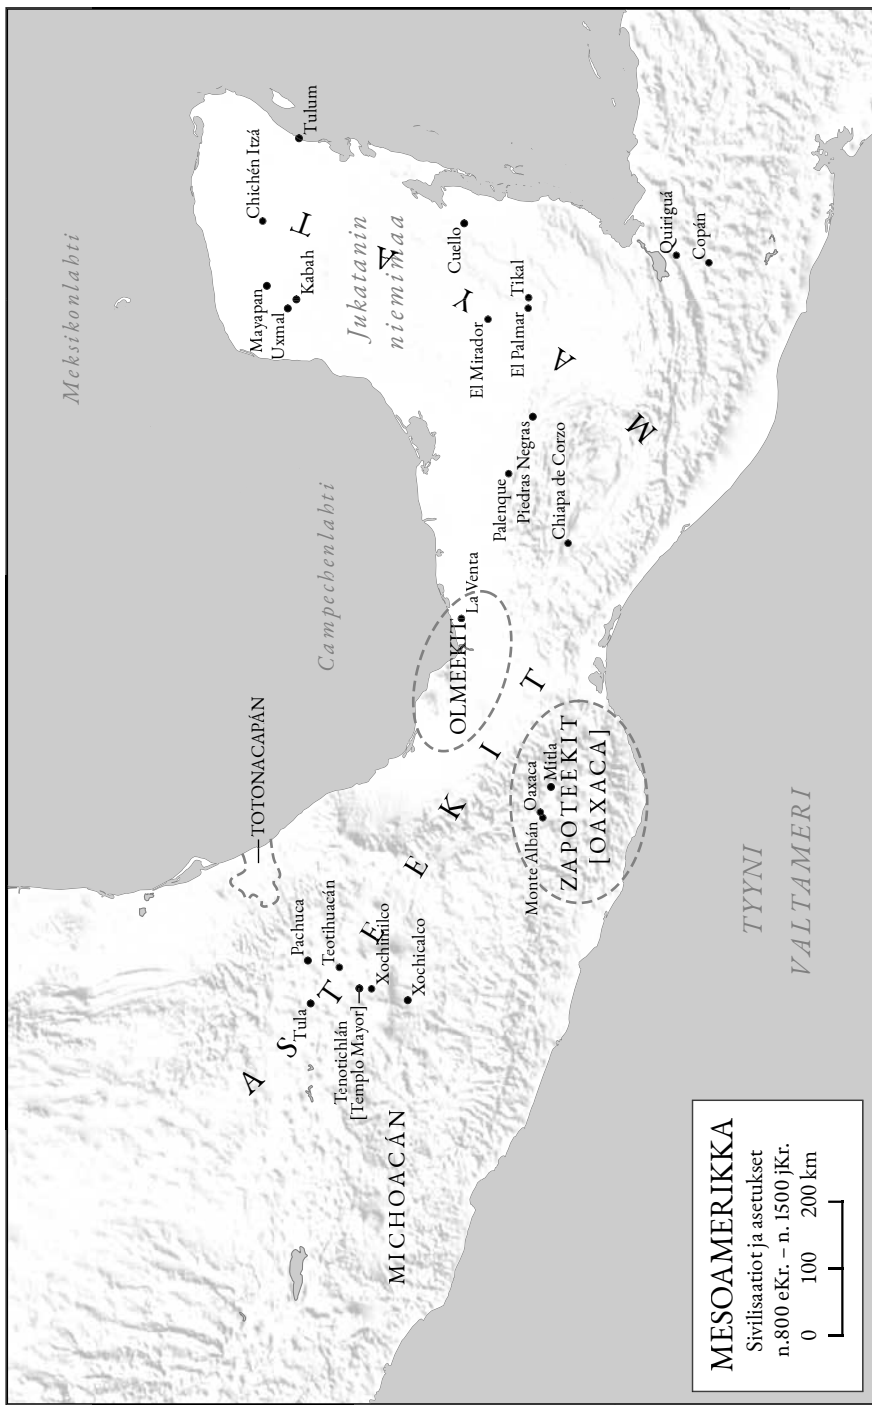 MESOAMERIKKA
Sivilisaatiot ja asetukset
n.800 eKr. – n. 1500 jKr.
0 100 200 km
Meksikonlahti
Campechenlahti
Jukatanin
niemimaa
TYYNI
VALTAMERI
ASTEEKIT
MAYAT
MICHOACÁN
TOTONACAPÁN
OLMEEKIT
ZAPOTEEKIT
[OAXACA]
Tula
Pachuca
Teotihuacán
Tenotichlán
[Templo Mayor]
Xochimilco
Xochicalco
Monte Albán
Oaxaca
Mitla
La Venta
Chiapa de Corzo
Palenque
Piedras Negras
El Mirador
El Palmar
Tikal
Cuello
Uxmal
Mayapan
Kabah
Chichén Itzá
Tulum
Quiriguá
Copán